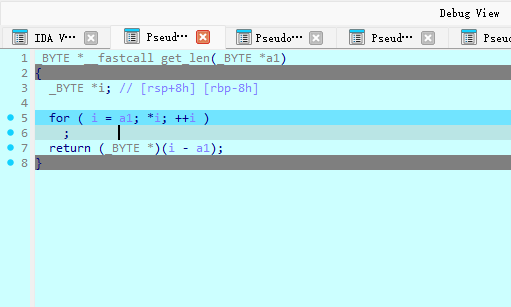 Debug View
IDA V⋯ Pseud⋯ Pseudo⋯ Pseud⋯ Pseud
1 _BYTE *__fastcall get_len(_BYTE *a1)
2 {
3 _BYTE *i; // [rsp+8h] [rbp-8h]
4
5 for ( i = a1; *i; ++i )
6 ;
7 return (_BYTE *)(i - a1);
8 }